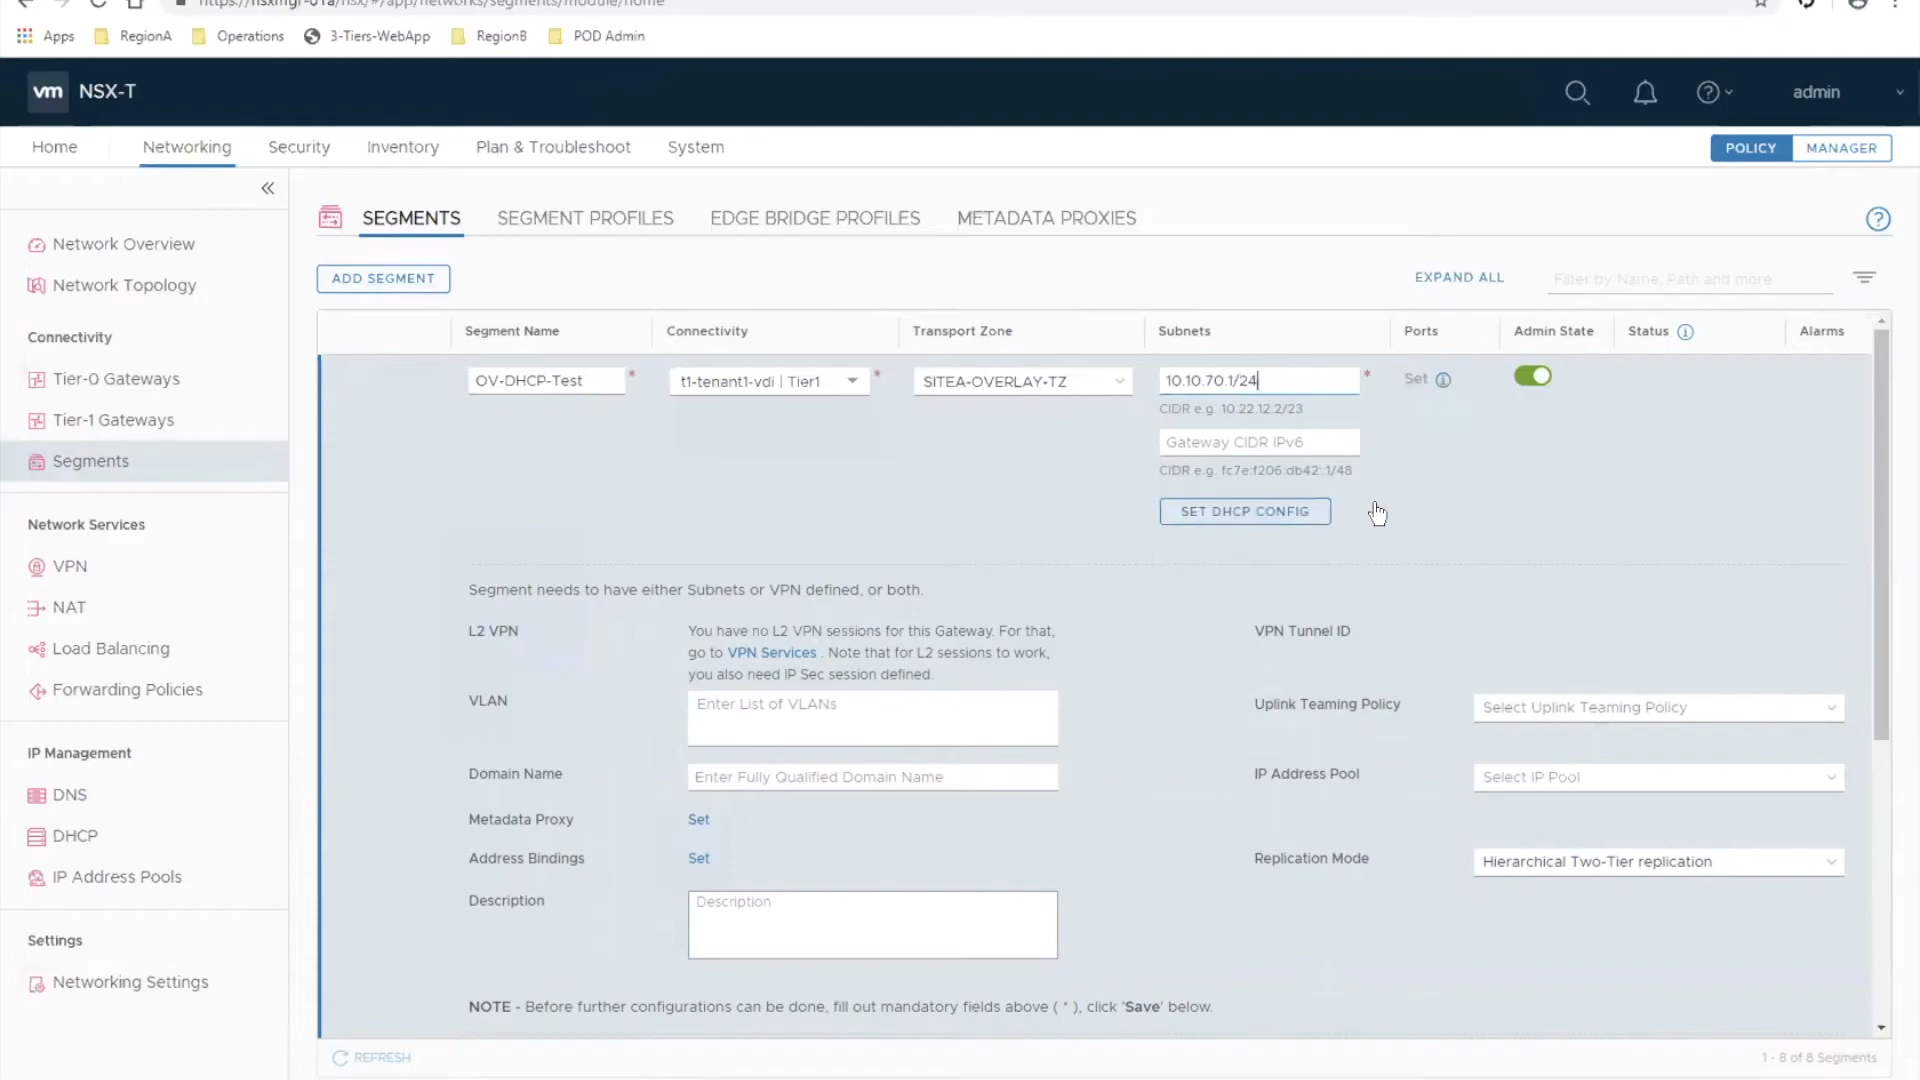 https://nsxmgr-01a/nsx/#/app/networks/segments/module/home
Apps RegionA Operations 3-Tiers-WebApp RegionB POD Admin
vm NSX-T admin
Home Networking Security Inventory Plan & Troubleshoot System POLICY MANAGER
SEGMENTS SEGMENT PROFILES EDGE BRIDGE PROFILES METADATA PROXIES
Network Overview
Network Topology
Connectivity
Tier-0 Gateways
Tier-1 Gateways
Segments
Network Services
VPN
NAT
Load Balancing
Forwarding Policies
IP Management
DNS
DHCP
IP Address Pools
Settings
Networking Settings
ADD SEGMENT EXPAND ALL Filter by Name, Path and more
Segment Name Connectivity Transport Zone Subnets Ports Admin State Status Alarms
OV-DHCP-Test * t1-tenant1-vdi | Tier1 * SITEA-OVERLAY-TZ 10.10.70.1/24 * Set
CIDR e.g. 10.22.12.2/23
Gateway CIDR IPv6
CIDR e.g. fc7e:f206:db42::1/48
SET DHCP CONFIG
Segment needs to have either Subnets or VPN defined, or both.
L2 VPN You have no L2 VPN sessions for this Gateway. For that, VPN Tunnel ID
go to VPN Services . Note that for L2 sessions to work,
you also need IP Sec session defined.
VLAN Enter List of VLANs Uplink Teaming Policy Select Uplink Teaming Policy
Domain Name Enter Fully Qualified Domain Name IP Address Pool Select IP Pool
Metadata Proxy Set
Address Bindings Set Replication Mode Hierarchical Two-Tier replication
Description Description
NOTE - Before further configurations can be done, fill out mandatory fields above ( * ), click 'Save' below.
REFRESH 1 - 8 of 8 Segments